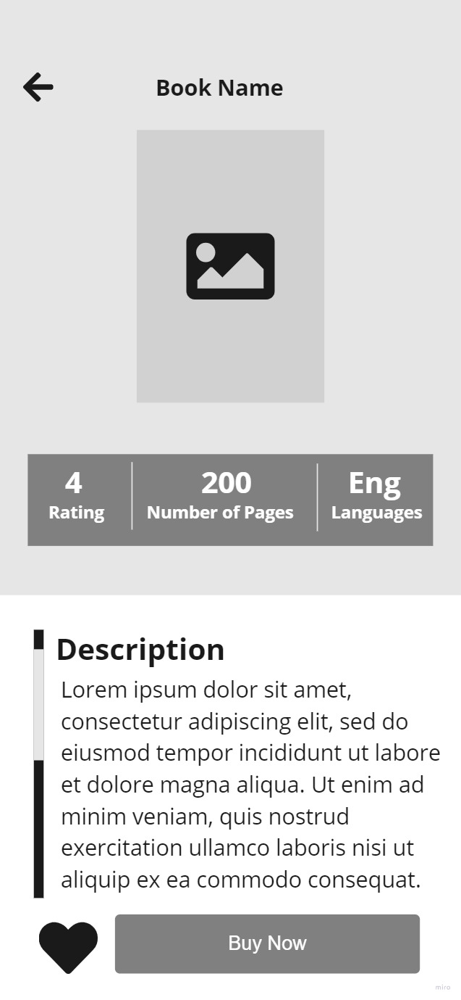 Book Name
4
Rating
200
Number of Pages
Eng
Languages
Description
Lorem ipsum dolor sit amet,
consectetur adipiscing elit, sed do
eiusmod tempor incididunt ut labore
et dolore magna aliqua. Ut enim ad
minim veniam, quis nostrud
exercitation ullamco laboris nisi ut
aliquip ex ea commodo consequat.
Buy Now
miro